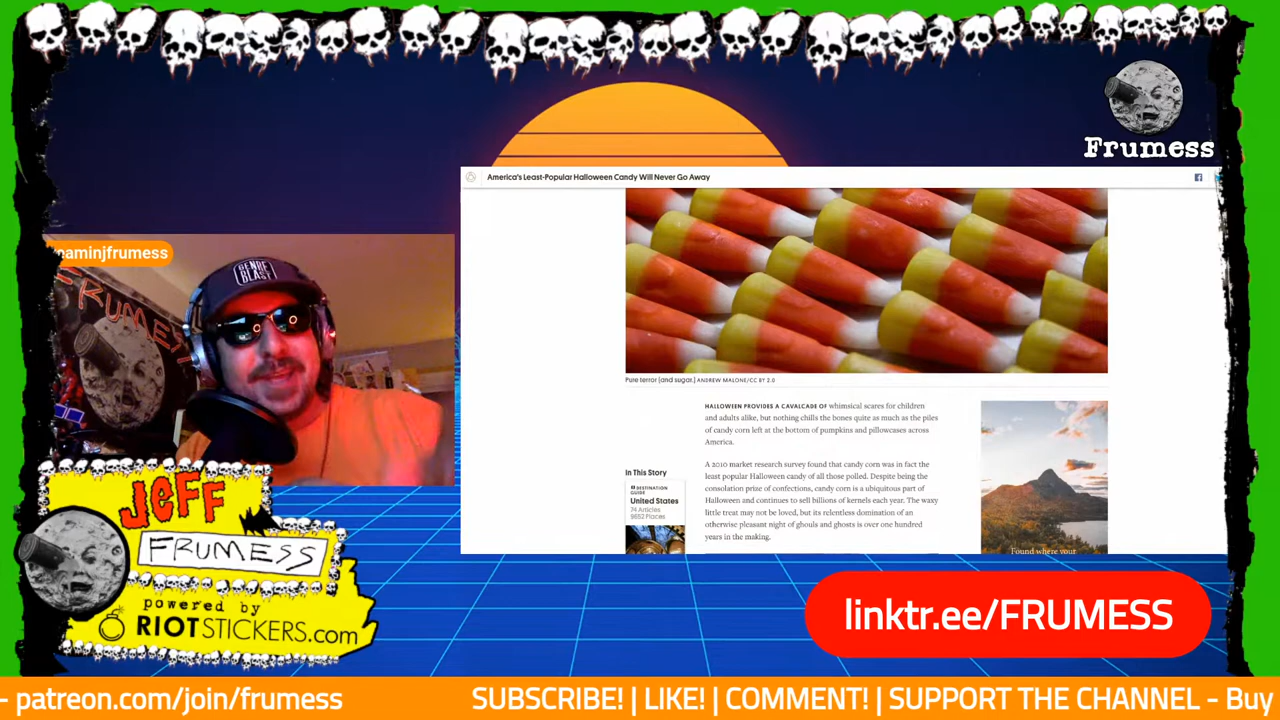 Frumess
America's Least-Popular Halloween Candy Will Never Go Away
eaminjfrumess
GENRE
BLAST
FRUMESS
Pure terror (and sugar.) ANDREW MALONE/CC BY 2.0
HALLOWEEN PROVIDES A CAVALCADE OF whimsical scares for children
and adults alike, but nothing chills the bones quite as much as the piles
of candy corn left at the bottom of pumpkins and pillowcases across
America.
In This Story
DESTINATION
GUIDE
United States
74 Articles
9652 Places
A 2010 market research survey found that candy corn was in fact the
least popular Halloween candy of all those polled. Despite being the
consolation prize of confections, candy corn is a ubiquitous part of
Halloween and continues to sell billions of kernels each year. The waxy
little treat may not be loved, but its relentless domination of an
otherwise pleasant night of ghouls and ghosts is over one hundred
years in the making.
Found where your
JEFF
FRUMESS
powered by
RIOTSTICKERS.com
linktr.ee/FRUMESS
- patreon.com/join/frumess SUBSCRIBE! | LIKE! | COMMENT! | SUPPORT THE CHANNEL - Buy